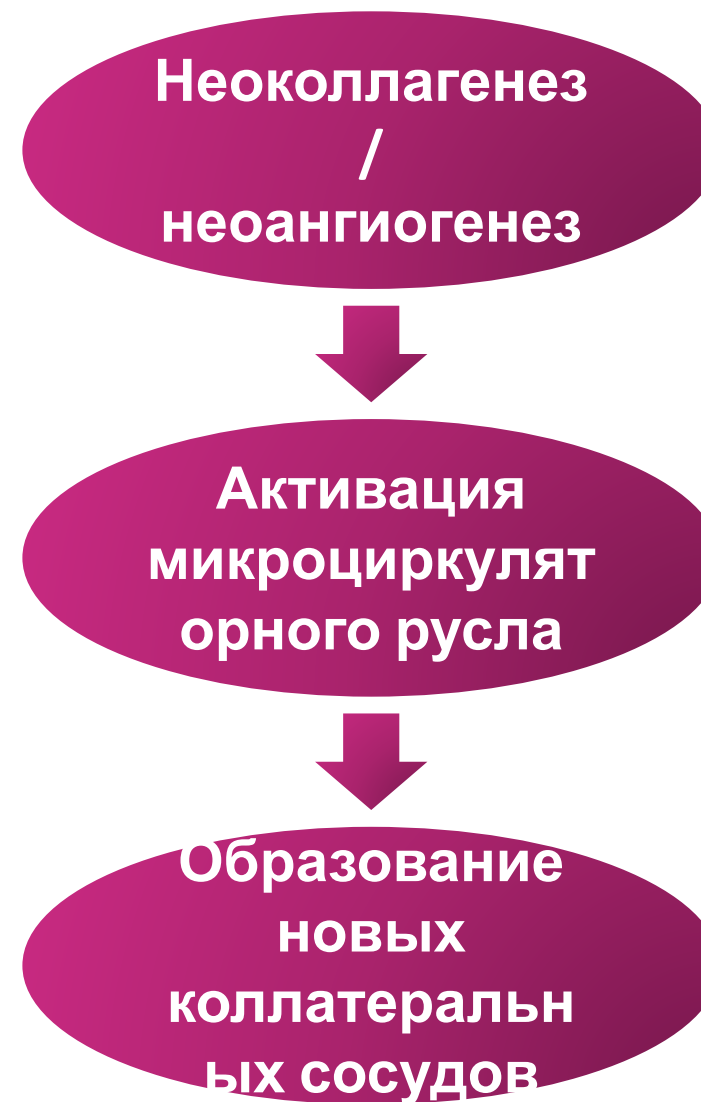 Неоколлагенез
/
неоангиогенез
Активация
микроциркулят
орного русла
Образование
новых
коллатеральн
ых сосудов